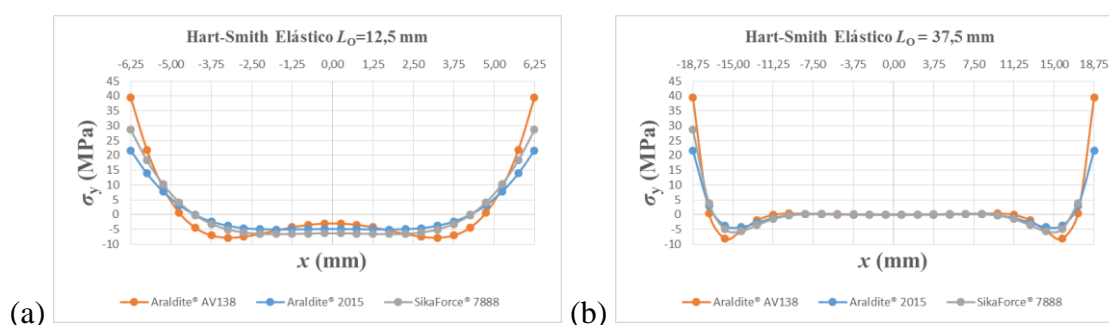 Hart-Smith Elástico LO=12,5 mm
-6,25 -5,00 -3,75 -2,50 -1,25 0,00 1,25 2,50 3,75 5,00 6,25
45
40
35
30
25
20
15
10
5
0
-5
-10
σy (MPa)
x (mm)
Araldite® AV138 Araldite® 2015 SikaForce® 7888
(a)
Hart-Smith Elástico LO = 37,5 mm
-18,75 -15,00 -11,25 -7,50 -3,75 0,00 3,75 7,50 11,25 15,00 18,75
45
40
35
30
25
20
15
10
5
0
-5
-10
σy (MPa)
x (mm)
Araldite® AV138 Araldite® 2015 SikaForce® 7888
(b)